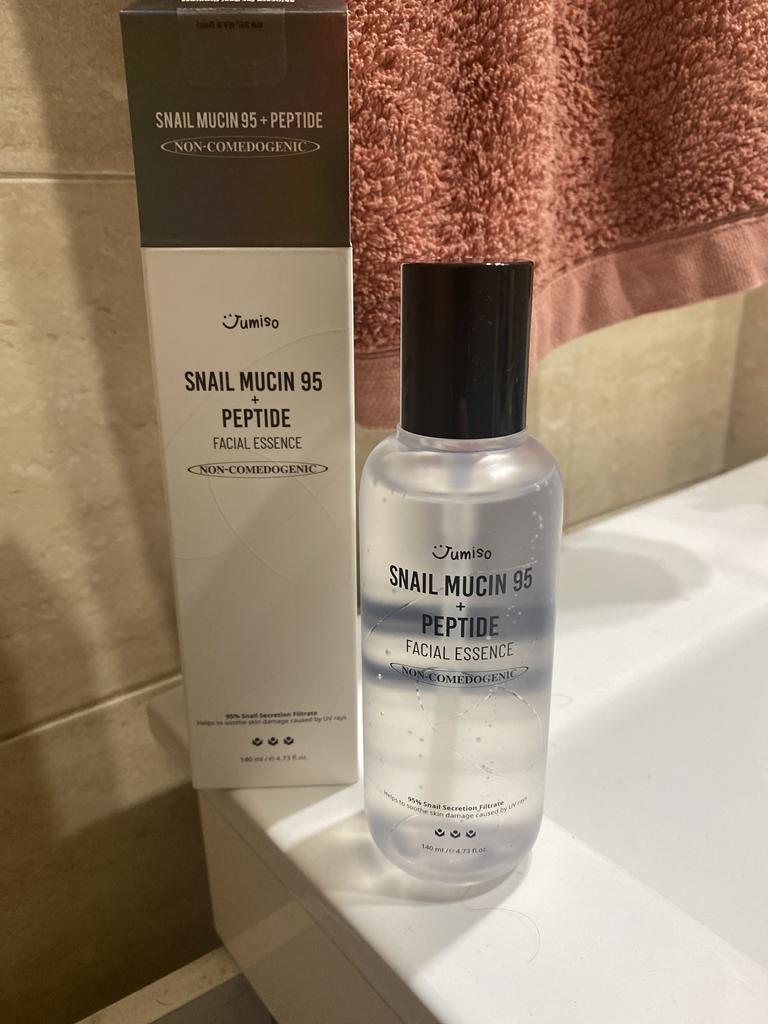 SNAIL MUCIN 95 + PEPTIDE
NON-COMEDOGENIC
Jumiso
SNAIL MUCIN 95
+
PEPTIDE
FACIAL ESSENCE
NON-COMEDOGENIC
95% Snail Secretion Filtrate
Helps to soothe skin damage caused by UV rays
140 ml / ℮ 4.73 fl.oz.
Jumiso
SNAIL MUCIN 95
+
PEPTIDE
FACIAL ESSENCE
NON-COMEDOGENIC
95% Snail Secretion Filtrate
Helps to soothe skin damage caused by UV rays
140 ml / ℮ 4.73 fl.oz.